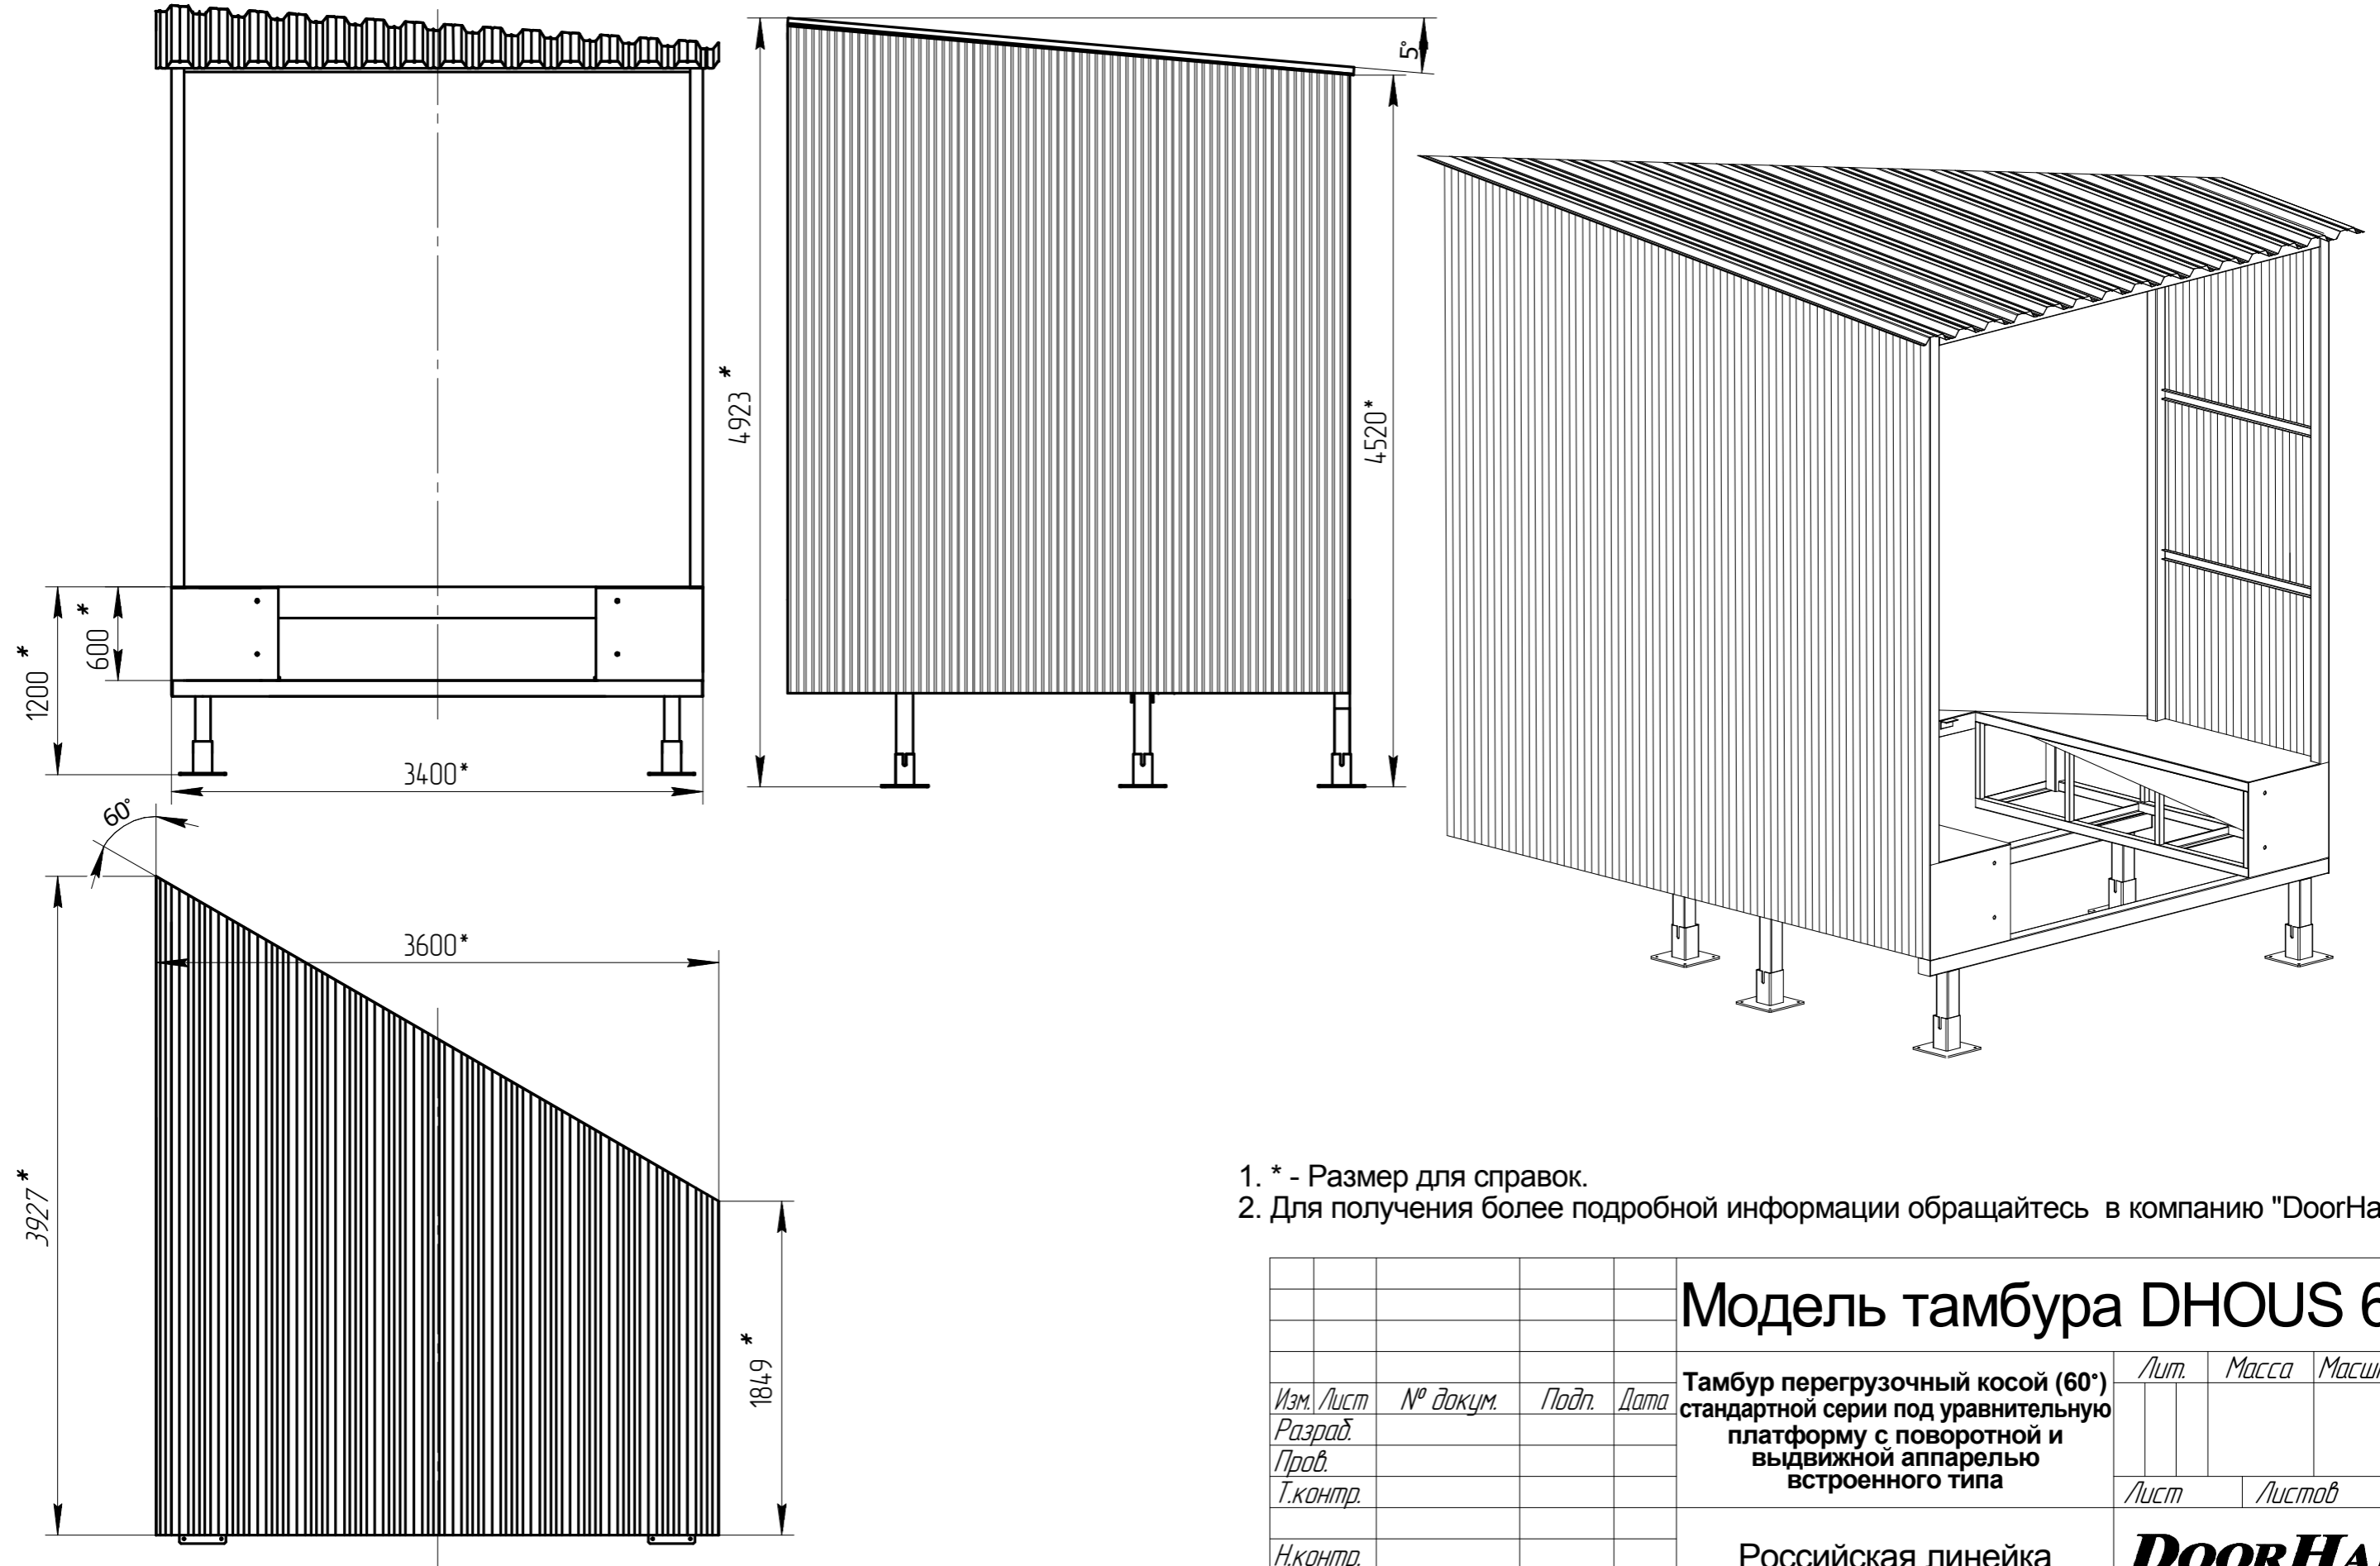 5°
4923*
4520*
1200*
600*
3400*
60°
3600*
3927*
1849*
1. * - Размер для справок.
2. Для получения более подробной информации обращайтесь в компанию "DoorHa
Модель тамбура DHOUS 6
Тамбур перегрузочный косой (60°)
стандартной серии под уравнительную
платформу с поворотной и
выдвижной аппарелью
встроенного типа
Лит. Масса Масш
Изм. Лист № докум. Подп. Дата
Разраб.
Пров.
Т.контр.
Лист Листов
Н.контр.
Российская линейка
DOORHA